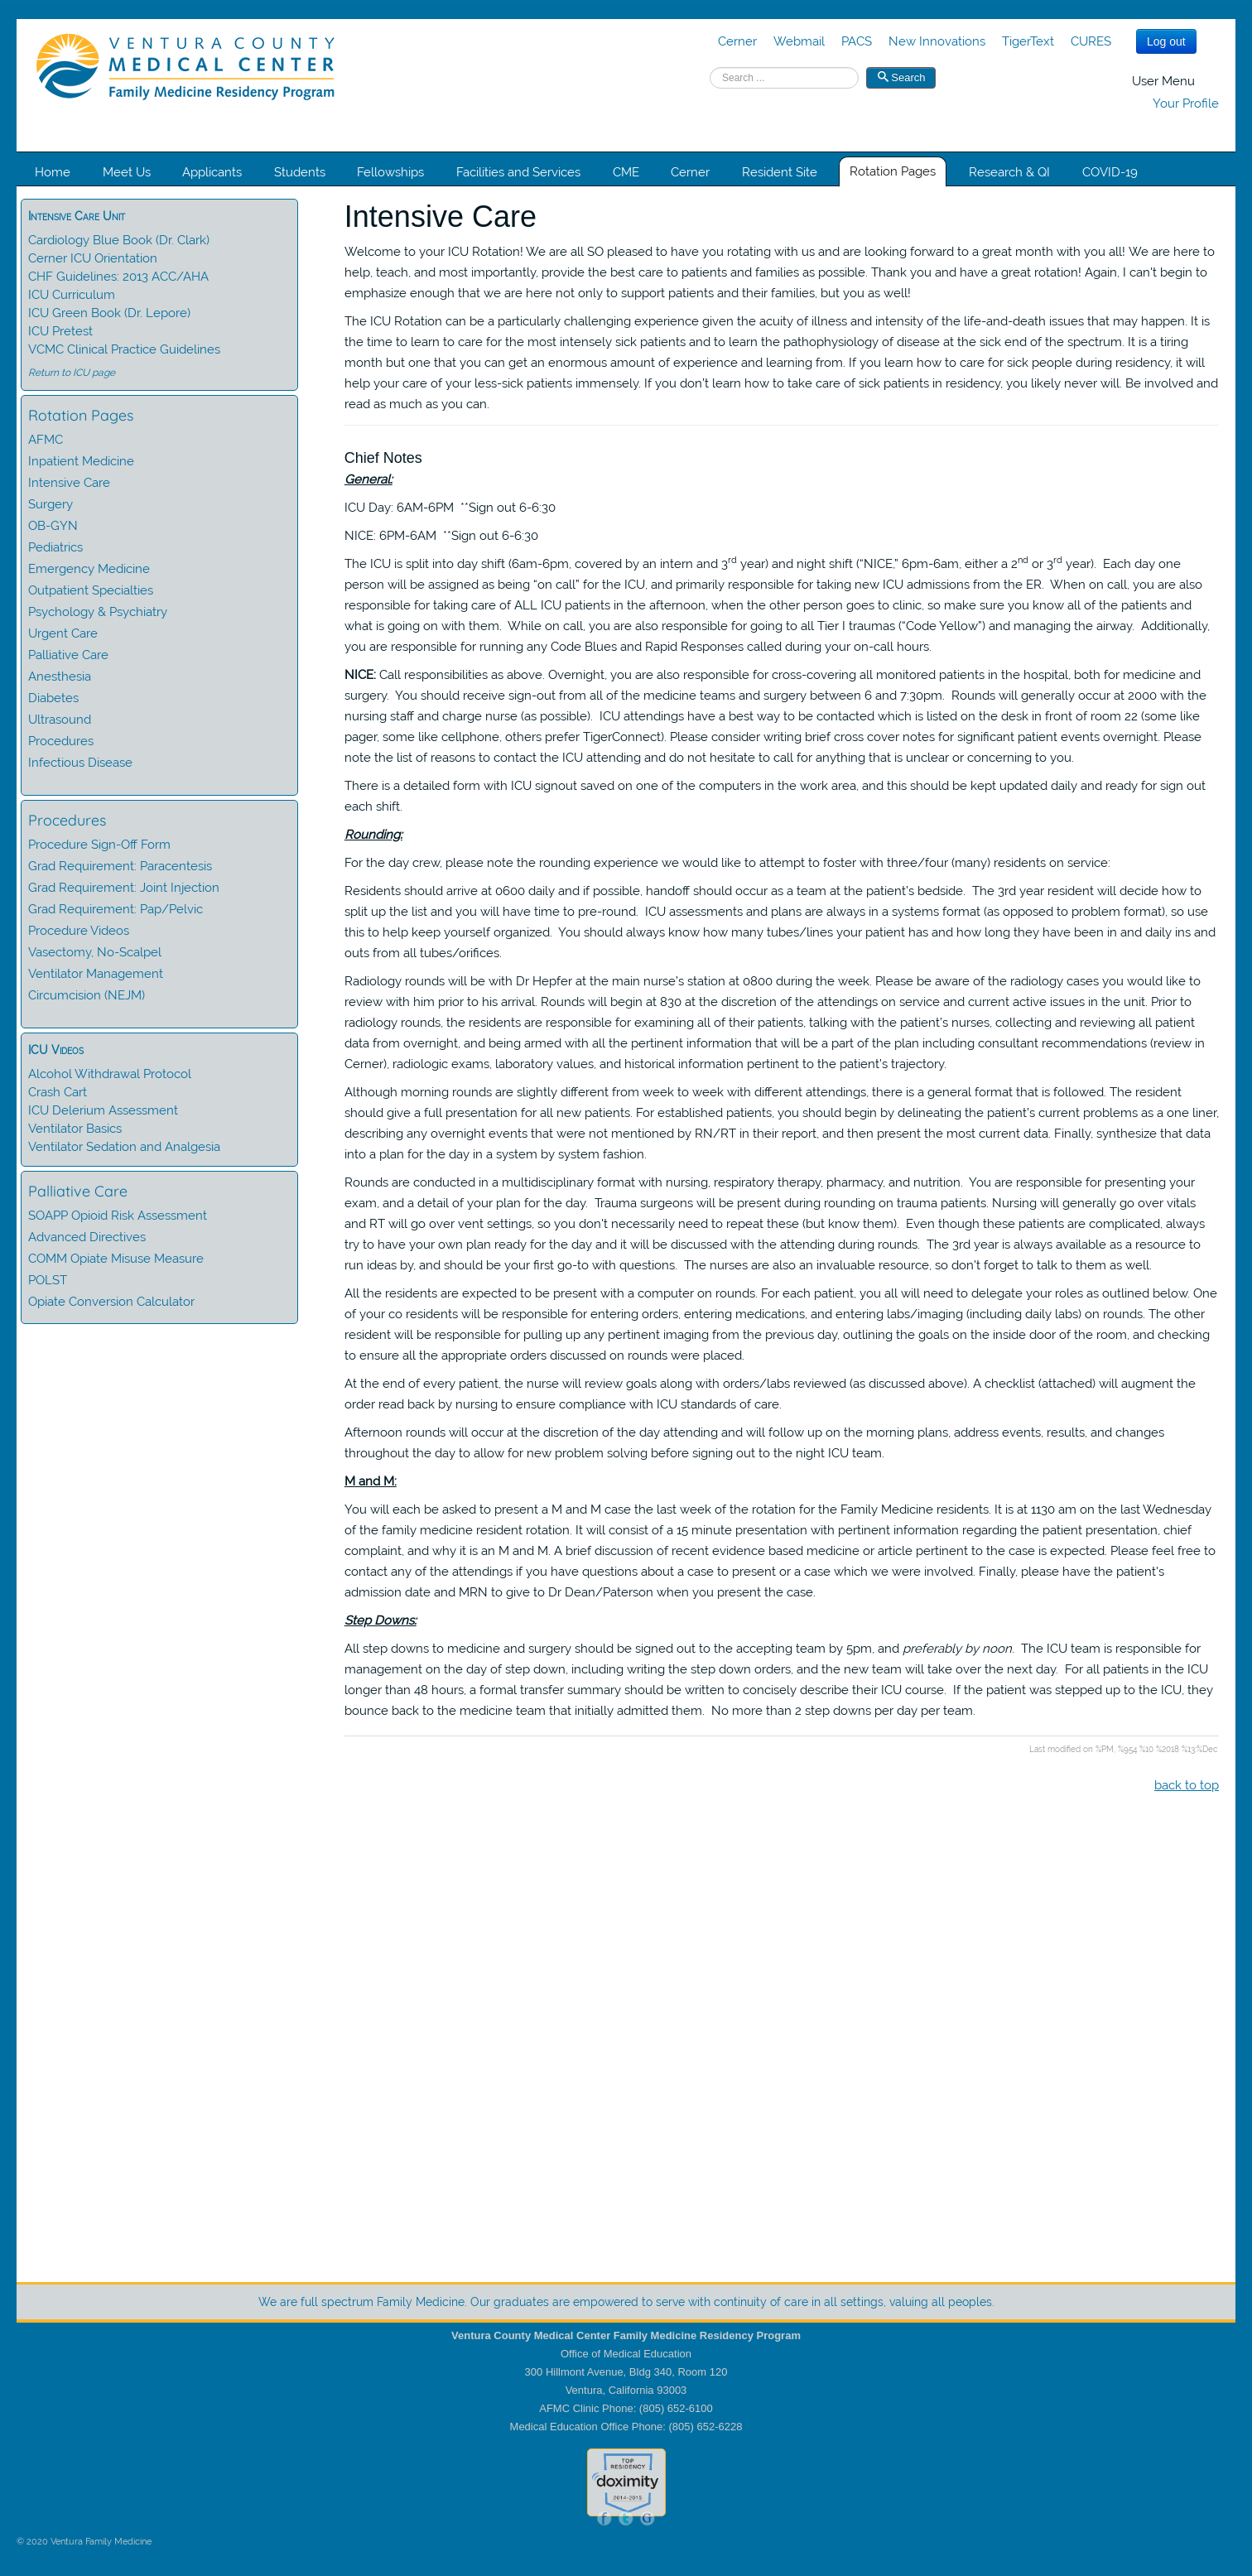 VENTURA COUNTY
MEDICAL CENTER
Family Medicine Residency Program
Cerner Webmail PACS New Innovations TigerText CURES Log out
Search ... Search
User Menu
Your Profile
Home Meet Us Applicants Students Fellowships Facilities and Services CME Cerner Resident Site Rotation Pages Research & QI COVID-19
Intensive Care Unit
Cardiology Blue Book (Dr. Clark)
Cerner ICU Orientation
CHF Guidelines: 2013 ACC/AHA
ICU Curriculum
ICU Green Book (Dr. Lepore)
ICU Pretest
VCMC Clinical Practice Guidelines
Return to ICU page
Rotation Pages
AFMC
Inpatient Medicine
Intensive Care
Surgery
OB-GYN
Pediatrics
Emergency Medicine
Outpatient Specialties
Psychology & Psychiatry
Urgent Care
Palliative Care
Anesthesia
Diabetes
Ultrasound
Procedures
Infectious Disease
Procedures
Procedure Sign-Off Form
Grad Requirement: Paracentesis
Grad Requirement: Joint Injection
Grad Requirement: Pap/Pelvic
Procedure Videos
Vasectomy, No-Scalpel
Ventilator Management
Circumcision (NEJM)
ICU Videos
Alcohol Withdrawal Protocol
Crash Cart
ICU Delerium Assessment
Ventilator Basics
Ventilator Sedation and Analgesia
Palliative Care
SOAPP Opioid Risk Assessment
Advanced Directives
COMM Opiate Misuse Measure
POLST
Opiate Conversion Calculator
Intensive Care
Welcome to your ICU Rotation! We are all SO pleased to have you rotating with us and are looking forward to a great month with you all! We are here to
help, teach, and most importantly, provide the best care to patients and families as possible. Thank you and have a great rotation! Again, I can't begin to
emphasize enough that we are here not only to support patients and their families, but you as well!
The ICU Rotation can be a particularly challenging experience given the acuity of illness and intensity of the life-and-death issues that may happen. It is
the time to learn to care for the most intensely sick patients and to learn the pathophysiology of disease at the sick end of the spectrum. It is a tiring
month but one that you can get an enormous amount of experience and learning from. If you learn how to care for sick people during residency, it will
help your care of your less-sick patients immensely. If you don't learn how to take care of sick patients in residency, you likely never will. Be involved and
read as much as you can.
Chief Notes
General:
ICU Day: 6AM-6PM **Sign out 6-6:30
NICE: 6PM-6AM **Sign out 6-6:30
The ICU is split into day shift (6am-6pm, covered by an intern and 3rd year) and night shift (“NICE,” 6pm-6am, either a 2nd or 3rd year). Each day one
person will be assigned as being “on call” for the ICU, and primarily responsible for taking new ICU admissions from the ER. When on call, you are also
responsible for taking care of ALL ICU patients in the afternoon, when the other person goes to clinic, so make sure you know all of the patients and
what is going on with them. While on call, you are also responsible for going to all Tier I traumas (“Code Yellow”) and managing the airway. Additionally,
you are responsible for running any Code Blues and Rapid Responses called during your on-call hours.
NICE: Call responsibilities as above. Overnight, you are also responsible for cross-covering all monitored patients in the hospital, both for medicine and
surgery. You should receive sign-out from all of the medicine teams and surgery between 6 and 7:30pm. Rounds will generally occur at 2000 with the
nursing staff and charge nurse (as possible). ICU attendings have a best way to be contacted which is listed on the desk in front of room 22 (some like
pager, some like cellphone, others prefer TigerConnect). Please consider writing brief cross cover notes for significant patient events overnight. Please
note the list of reasons to contact the ICU attending and do not hesitate to call for anything that is unclear or concerning to you.
There is a detailed form with ICU signout saved on one of the computers in the work area, and this should be kept updated daily and ready for sign out
each shift.
Rounding:
For the day crew, please note the rounding experience we would like to attempt to foster with three/four (many) residents on service:
Residents should arrive at 0600 daily and if possible, handoff should occur as a team at the patient's bedside. The 3rd year resident will decide how to
split up the list and you will have time to pre-round. ICU assessments and plans are always in a systems format (as opposed to problem format), so use
this to help keep yourself organized. You should always know how many tubes/lines your patient has and how long they have been in and daily ins and
outs from all tubes/orifices.
Radiology rounds will be with Dr Hepfer at the main nurse's station at 0800 during the week. Please be aware of the radiology cases you would like to
review with him prior to his arrival. Rounds will begin at 830 at the discretion of the attendings on service and current active issues in the unit. Prior to
radiology rounds, the residents are responsible for examining all of their patients, talking with the patient's nurses, collecting and reviewing all patient
data from overnight, and being armed with all the pertinent information that will be a part of the plan including consultant recommendations (review in
Cerner), radiologic exams, laboratory values, and historical information pertinent to the patient's trajectory.
Although morning rounds are slightly different from week to week with different attendings, there is a general format that is followed. The resident
should give a full presentation for all new patients. For established patients, you should begin by delineating the patient's current problems as a one liner,
describing any overnight events that were not mentioned by RN/RT in their report, and then present the most current data. Finally, synthesize that data
into a plan for the day in a system by system fashion.
Rounds are conducted in a multidisciplinary format with nursing, respiratory therapy, pharmacy, and nutrition. You are responsible for presenting your
exam, and a detail of your plan for the day. Trauma surgeons will be present during rounding on trauma patients. Nursing will generally go over vitals
and RT will go over vent settings, so you don't necessarily need to repeat these (but know them). Even though these patients are complicated, always
try to have your own plan ready for the day and it will be discussed with the attending during rounds. The 3rd year is always available as a resource to
run ideas by, and should be your first go-to with questions. The nurses are also an invaluable resource, so don't forget to talk to them as well.
All the residents are expected to be present with a computer on rounds. For each patient, you all will need to delegate your roles as outlined below. One
of your co residents will be responsible for entering orders, entering medications, and entering labs/imaging (including daily labs) on rounds. The other
resident will be responsible for pulling up any pertinent imaging from the previous day, outlining the goals on the inside door of the room, and checking
to ensure all the appropriate orders discussed on rounds were placed.
At the end of every patient, the nurse will review goals along with orders/labs reviewed (as discussed above). A checklist (attached) will augment the
order read back by nursing to ensure compliance with ICU standards of care.
Afternoon rounds will occur at the discretion of the day attending and will follow up on the morning plans, address events, results, and changes
throughout the day to allow for new problem solving before signing out to the night ICU team.
M and M:
You will each be asked to present a M and M case the last week of the rotation for the Family Medicine residents. It is at 1130 am on the last Wednesday
of the family medicine resident rotation. It will consist of a 15 minute presentation with pertinent information regarding the patient presentation, chief
complaint, and why it is an M and M. A brief discussion of recent evidence based medicine or article pertinent to the case is expected. Please feel free to
contact any of the attendings if you have questions about a case to present or a case which we were involved. Finally, please have the patient's
admission date and MRN to give to Dr Dean/Paterson when you present the case.
Step Downs:
All step downs to medicine and surgery should be signed out to the accepting team by 5pm, and preferably by noon. The ICU team is responsible for
management on the day of step down, including writing the step down orders, and the new team will take over the next day. For all patients in the ICU
longer than 48 hours, a formal transfer summary should be written to concisely describe their ICU course. If the patient was stepped up to the ICU, they
bounce back to the medicine team that initially admitted them. No more than 2 step downs per day per team.
Last modified on %PM, %954 %10 %2018 %13:%Dec
back to top
We are full spectrum Family Medicine. Our graduates are empowered to serve with continuity of care in all settings, valuing all peoples.
Ventura County Medical Center Family Medicine Residency Program
Office of Medical Education
300 Hillmont Avenue, Bldg 340, Room 120
Ventura, California 93003
AFMC Clinic Phone: (805) 652-6100
Medical Education Office Phone: (805) 652-6228
TOP
RESIDENCY
doximity
2014-2015
f t G
© 2020 Ventura Family Medicine